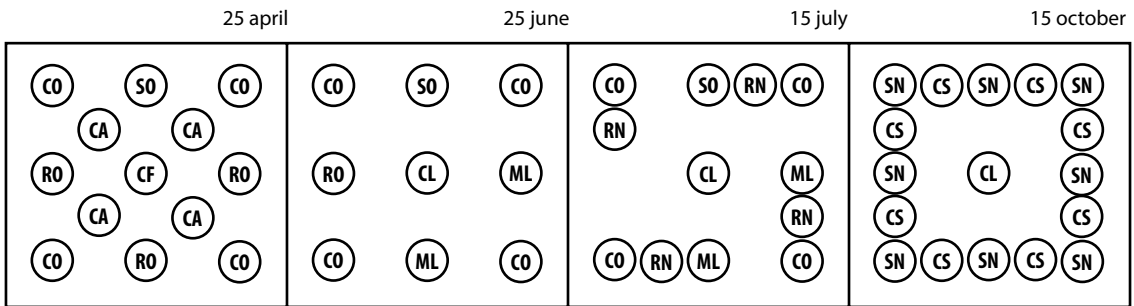 25 april 25 june 15 july 15 october
CO SO CO CO SO CO CO SO RN CO SN CS SN CS SN
CA CA RN CS CS
RO CF RO RO CL ML CL ML SN CL SN
CA CA RN CS CS
CO RO CO CO ML CO CO RN ML CO SN CS SN CS SN